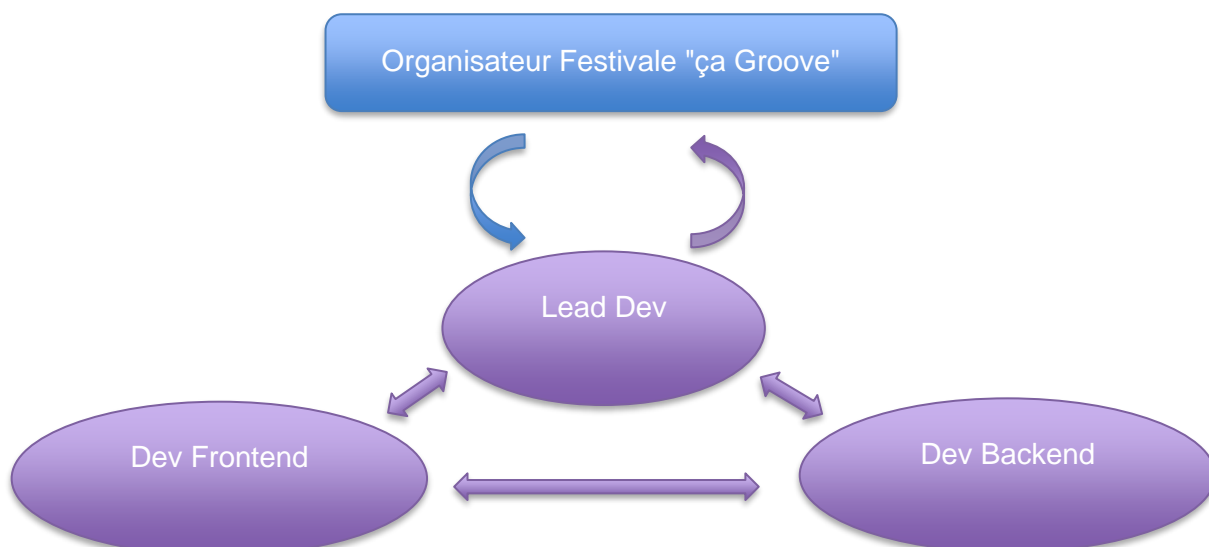 Organisateur Festivale "ça Groove"
Lead Dev
Dev Frontend
Dev Backend